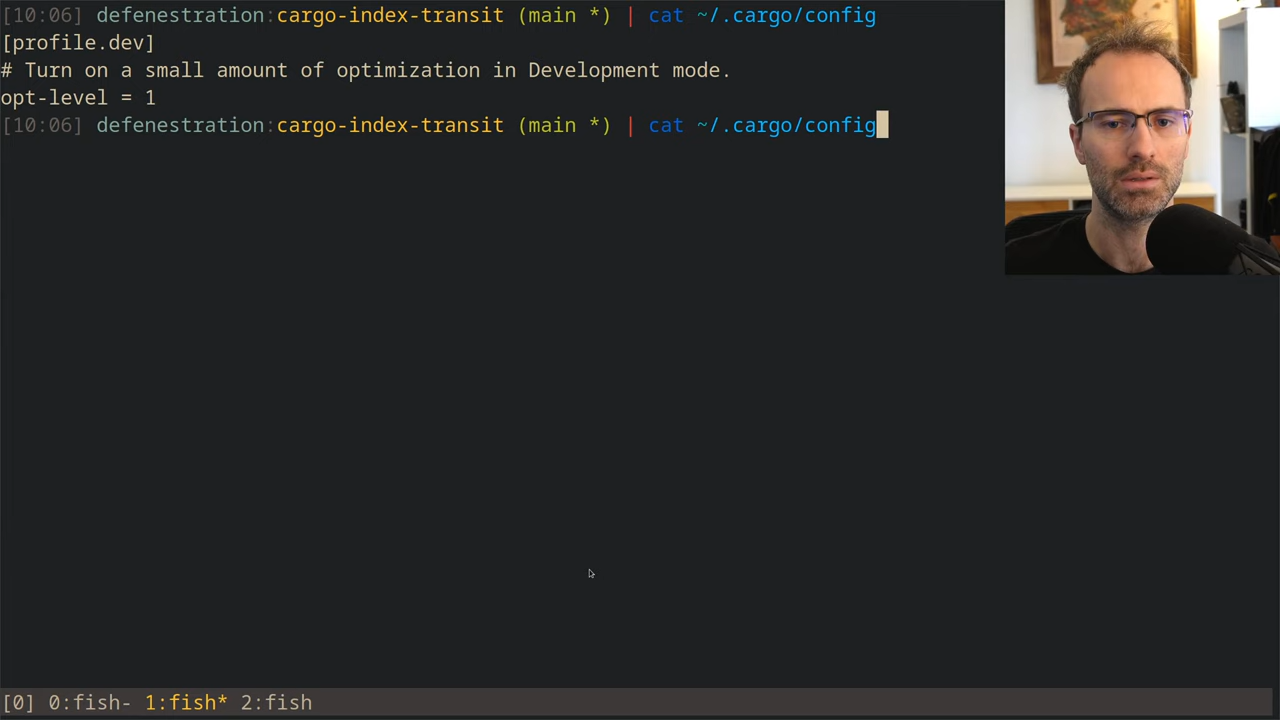 [10:06] defenestration:cargo-index-transit (main *) | cat ~/.cargo/config
[profile.dev]
# Turn on a small amount of optimization in Development mode.
opt-level = 1
[10:06] defenestration:cargo-index-transit (main *) | cat ~/.cargo/config
[0] 0:fish- 1:fish* 2:fish